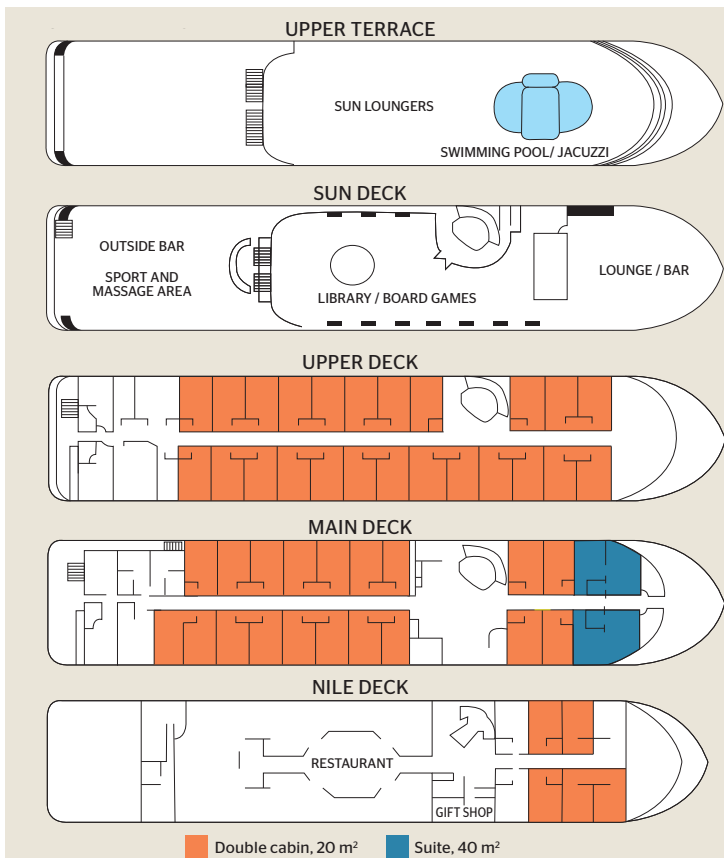 UPPER TERRACE
SUN LOUNGERS
SWIMMING POOL/ JACUZZI
SUN DECK
OUTSIDE BAR
SPORT AND
MASSAGE AREA
LIBRARY / BOARD GAMES
LOUNGE / BAR
UPPER DECK
MAIN DECK
NILE DECK
RESTAURANT
GIFT SHOP
Double cabin, 20 m²
Suite, 40 m²